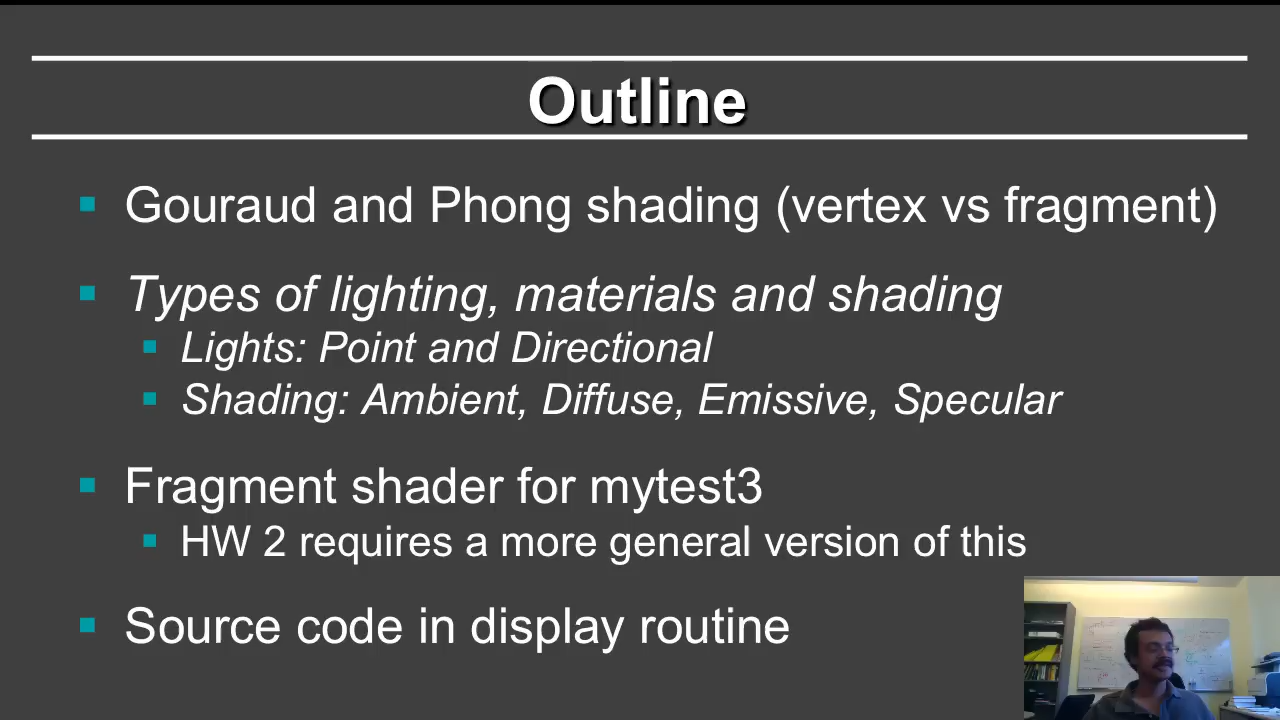 Outline
Gouraud and Phong shading (vertex vs fragment)
Types of lighting, materials and shading
Lights: Point and Directional
Shading: Ambient, Diffuse, Emissive, Specular
Fragment shader for mytest3
HW 2 requires a more general version of this
Source code in display routine